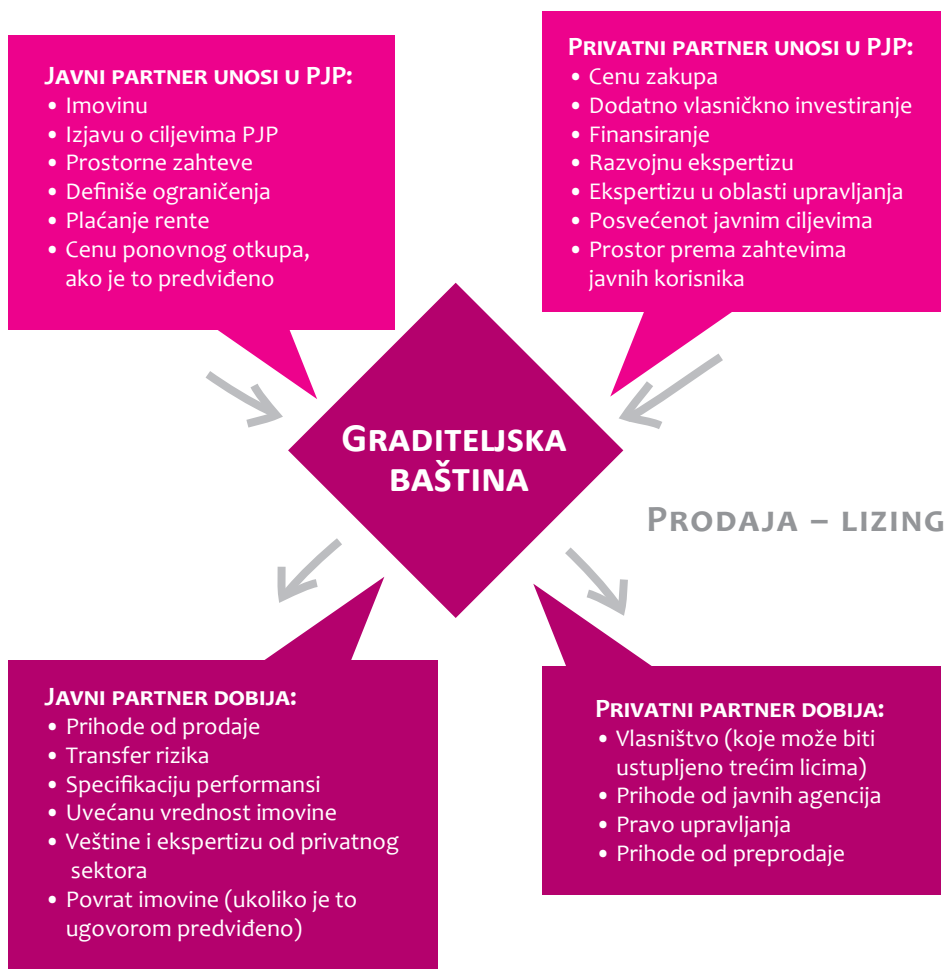 Javni partner unosi u PJP:
• Imovinu
• Izjavu o ciljevima PJP
• Prostorne zahteve
• Definiše ograničenja
• Plaćanje rente
• Cenu ponovnog otkupa,
ako je to predviđeno
Privatni partner unosi u PJP:
• Cenu zakupa
• Dodatno vlasničkno investiranje
• Finansiranje
• Razvojnu ekspertizu
• Ekspertizu u oblasti upravljanja
• Posvećenot javnim ciljevima
• Prostor prema zahtevima
javnih korisnika
Graditeljska
baština
Prodaja – lizing
Javni partner dobija:
• Prihode od prodaje
• Transfer rizika
• Specifikaciju performansi
• Uvećanu vrednost imovine
• Veštine i ekspertizu od privatnog
sektora
• Povrat imovine (ukoliko je to
ugovorom predviđeno)
Privatni partner dobija:
• Vlasništvo (koje može biti
ustupljeno trećim licima)
• Prihode od javnih agencija
• Pravo upravljanja
• Prihode od preprodaje